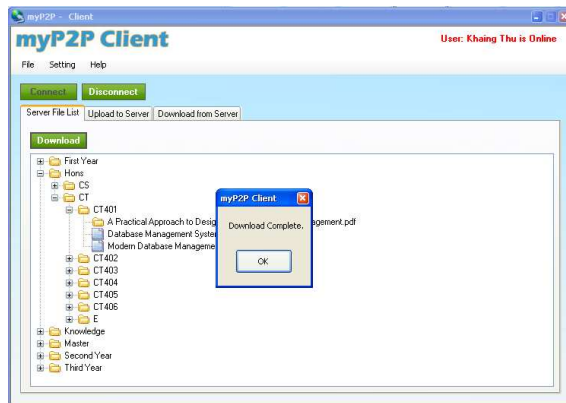 myP2P - Client
myP2P Client
User: Khaing Thu is Online
File Setting Help
Connect Disconnect
Server File List Upload to Server Download from Server
Download
First Year
Hons
CS
CT
CT401
A Practical Approach to Desig agement.pdf
Database Management Syste
Modern Database Manageme
CT402
CT403
CT404
CT405
CT406
E
Knowledge
Master
Second Year
Third Year
myP2P Client
Download Complete.
OK